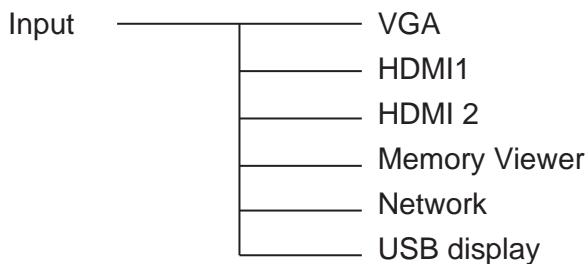 Input VGA
HDMI1
HDMI 2
Memory Viewer
Network
USB display